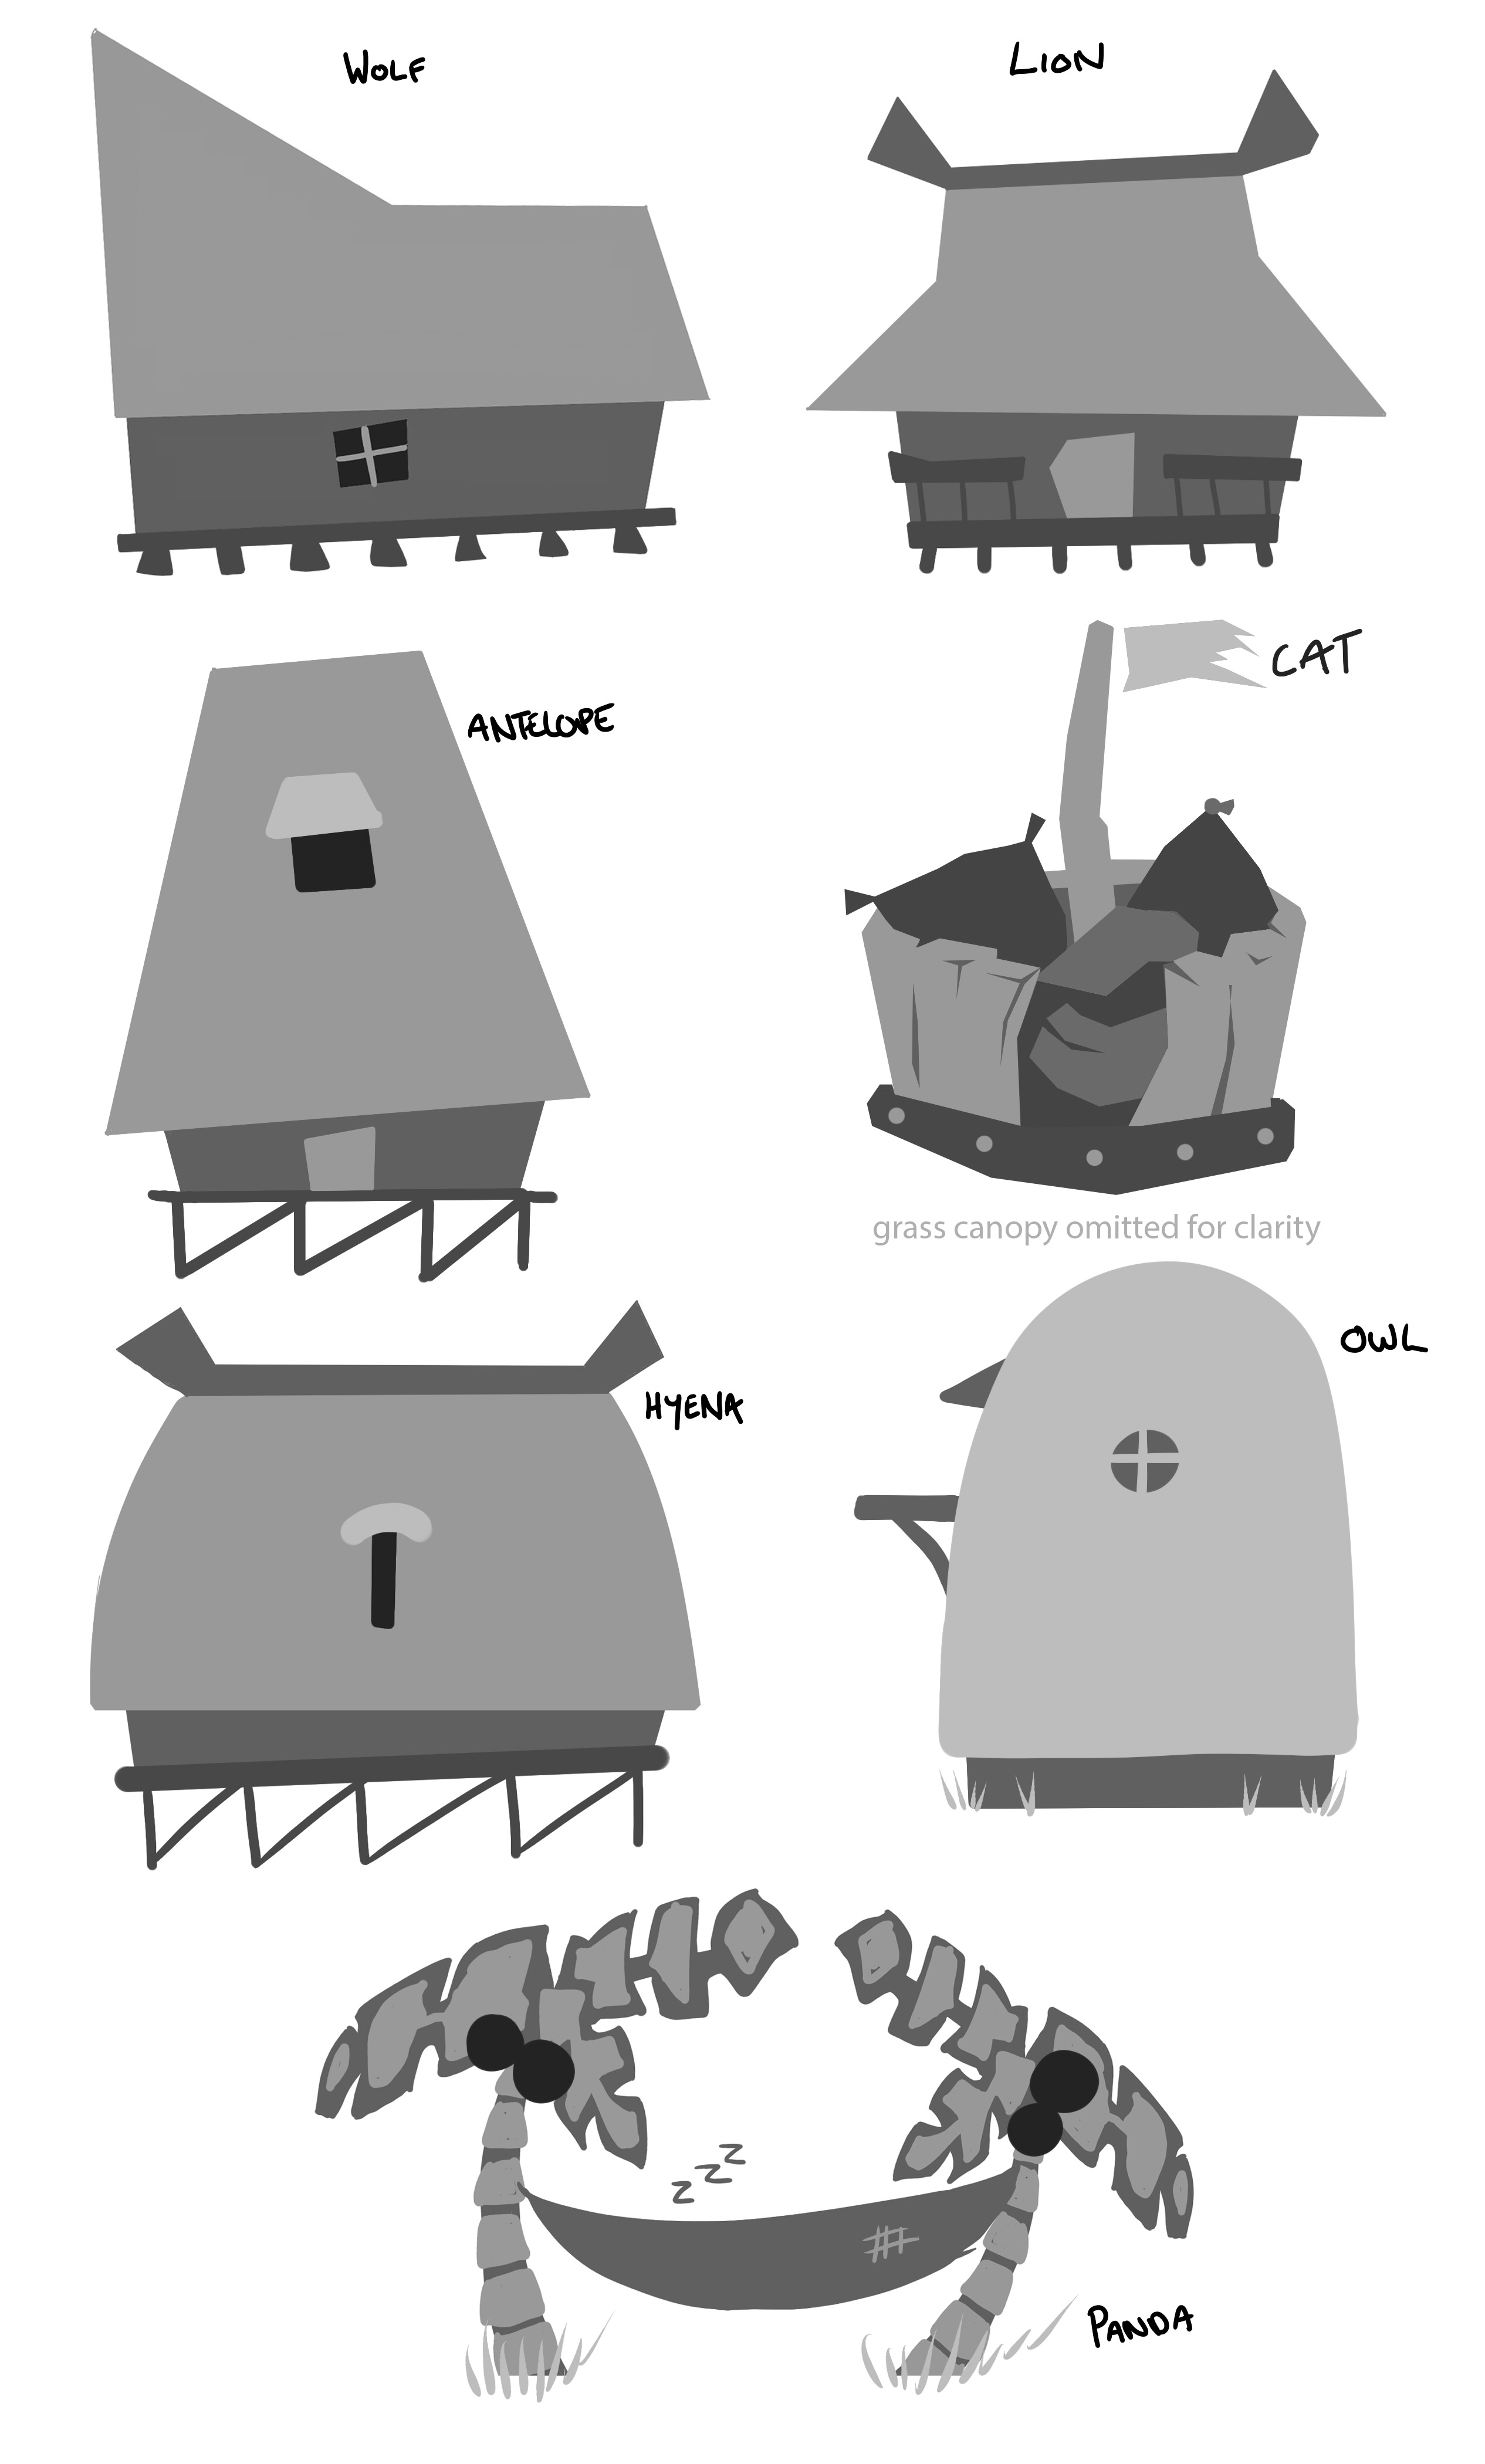 WOLF
LION
ANTELOPE
CAT
grass canopy omitted for clarity
OWL
HYENA
z z z
PANDA